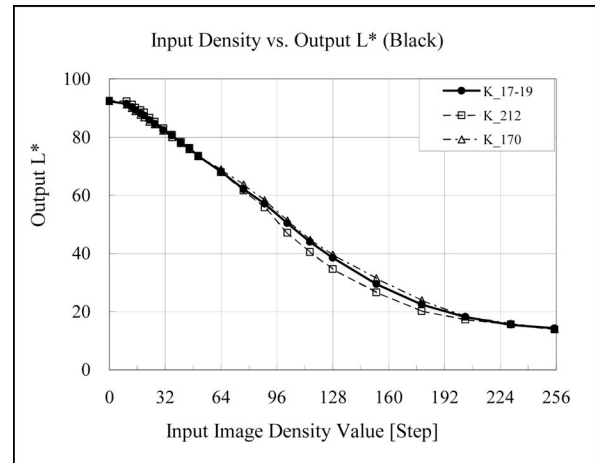 Input Density vs. Output L* (Black)
100
80
60
40
20
0
Output L*
K_17-19
K_212
K_170
0 32 64 96 128 160 192 224 256
Input Image Density Value [Step]